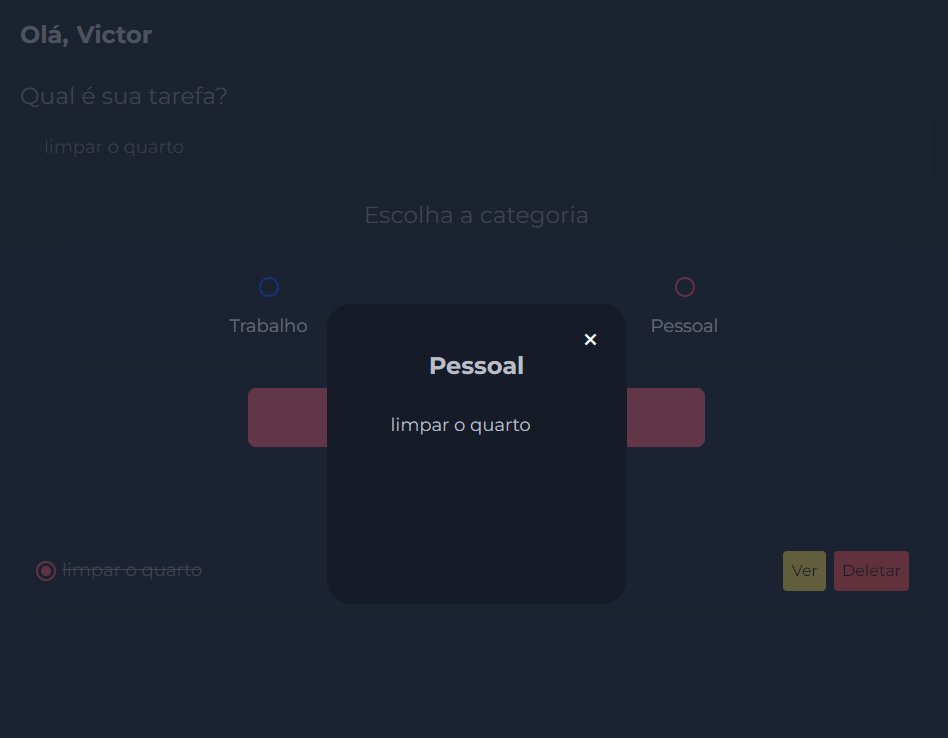 Olá, Victor
Qual é sua tarefa?
limpar o quarto
Escolha a categoria
Trabalho
Pessoal
×
Pessoal
limpar o quarto
limpar o quarto
Ver
Deletar